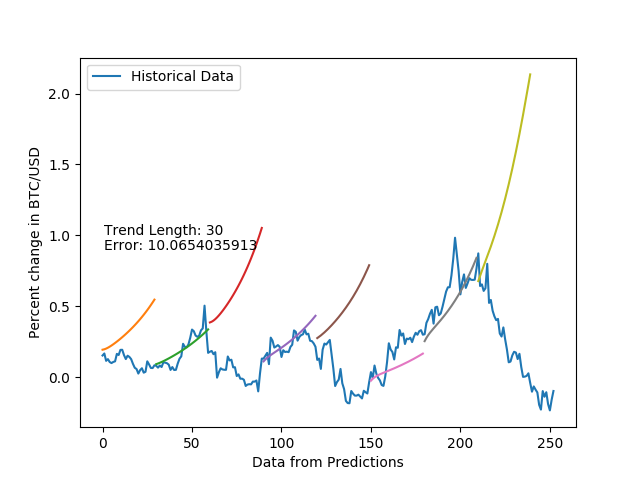 Historical Data
2.0
1.5
1.0
0.5
0.0
Percent change in BTC/USD
Trend Length: 30
Error: 10.0654035913
0 50 100 150 200 250
Data from Predictions